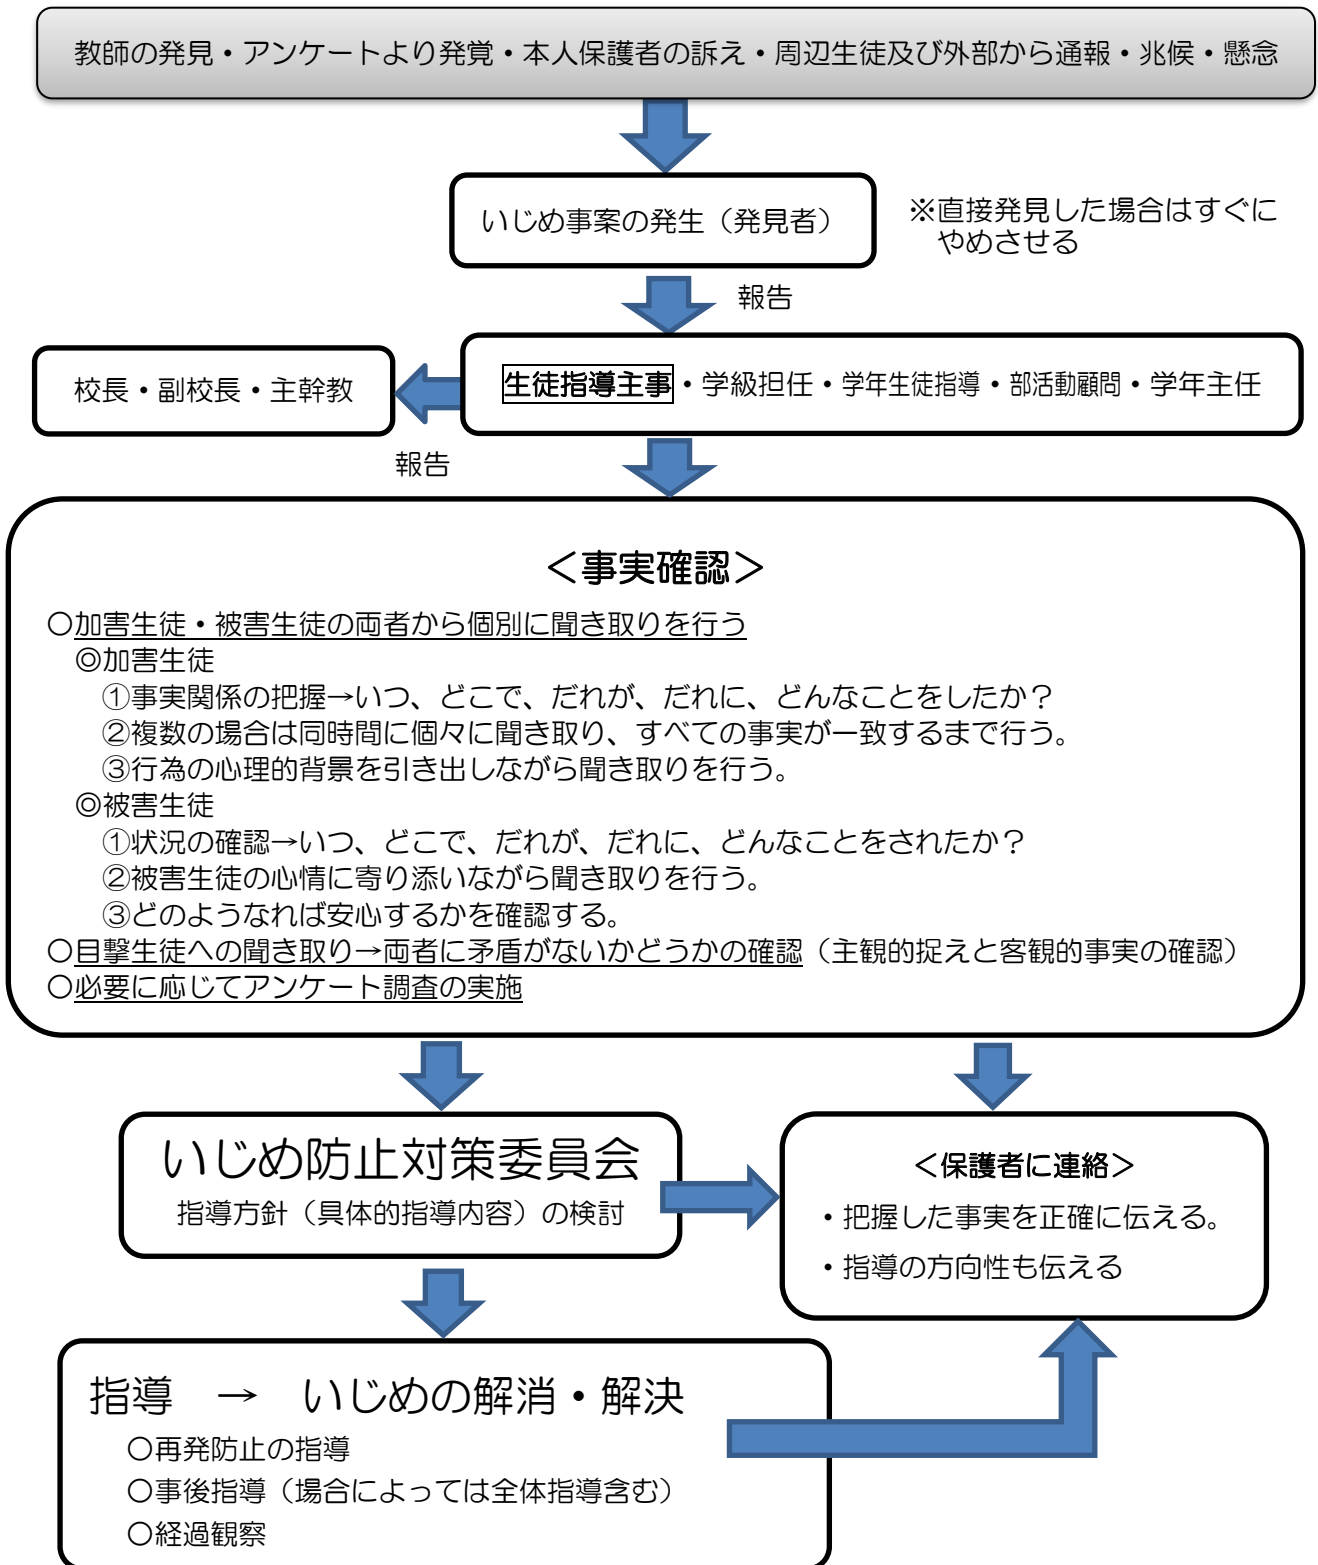 教師の発見・アンケートより発覚・本人保護者の訴え・周辺生徒及び外部から通報・兆候・懸念
いじめ事案の発生（発見者）
※直接発見した場合はすぐに
やめさせる
報告
校長・副校長・主幹教
生徒指導主事・学級担任・学年生徒指導・部活動顧問・学年主任
報告
＜事実確認＞
○加害生徒・被害生徒の両者から個別に聞き取りを行う
◎加害生徒
①事実関係の把握→いつ、どこで、だれが、だれに、どんなことをしたか？
②複数の場合は同時間に個々に聞き取り、すべての事実が一致するまで行う。
③行為の心理的背景を引き出しながら聞き取りを行う。
◎被害生徒
①状況の確認→いつ、どこで、だれが、だれに、どんなことをされたか？
②被害生徒の心情に寄り添いながら聞き取りを行う。
③どのようなれば安心するかを確認する。
○目撃生徒への聞き取り→両者に矛盾がないかどうかの確認（主観的捉えと客観的事実の確認）
○必要に応じてアンケート調査の実施
いじめ防止対策委員会
指導方針（具体的指導内容）の検討
＜保護者に連絡＞
・把握した事実を正確に伝える。
・指導の方向性も伝える
指導　→　いじめの解消・解決
○再発防止の指導
○事後指導（場合によっては全体指導含む）
○経過観察